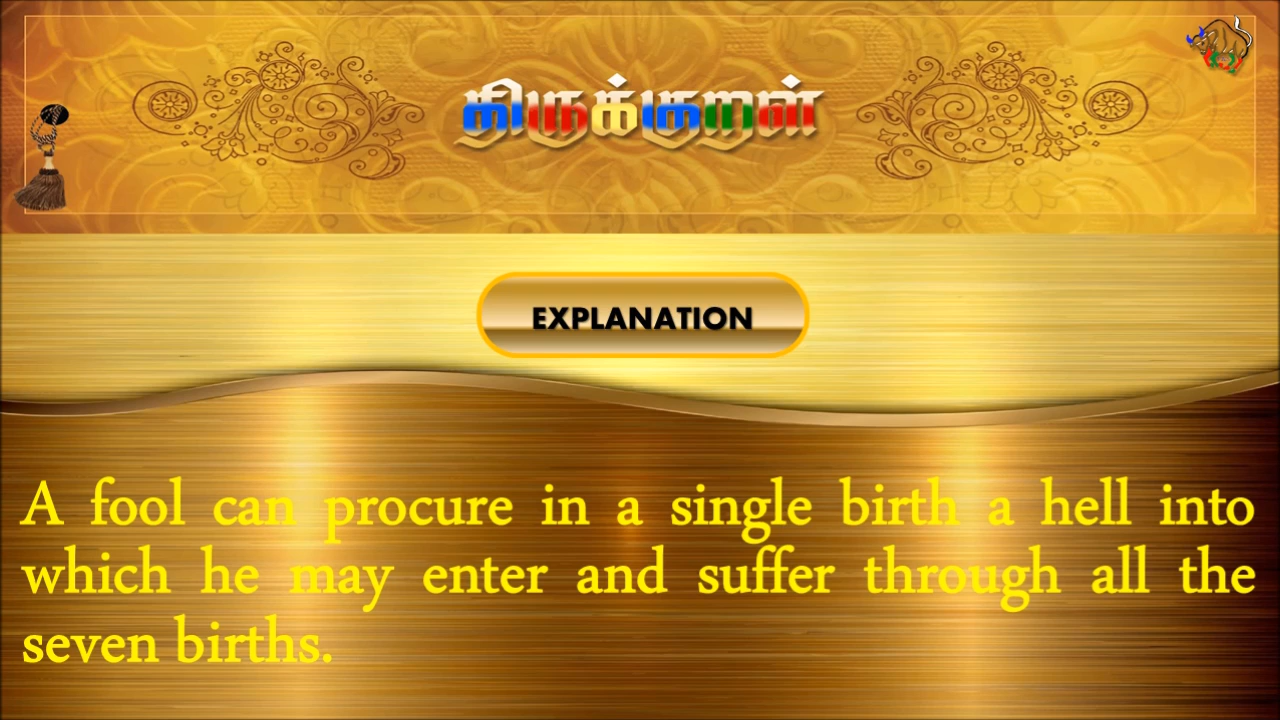 திருக்குறள்
EXPLANATION
A fool can procure in a single birth a hell into
which he may enter and suffer through all the
seven births.